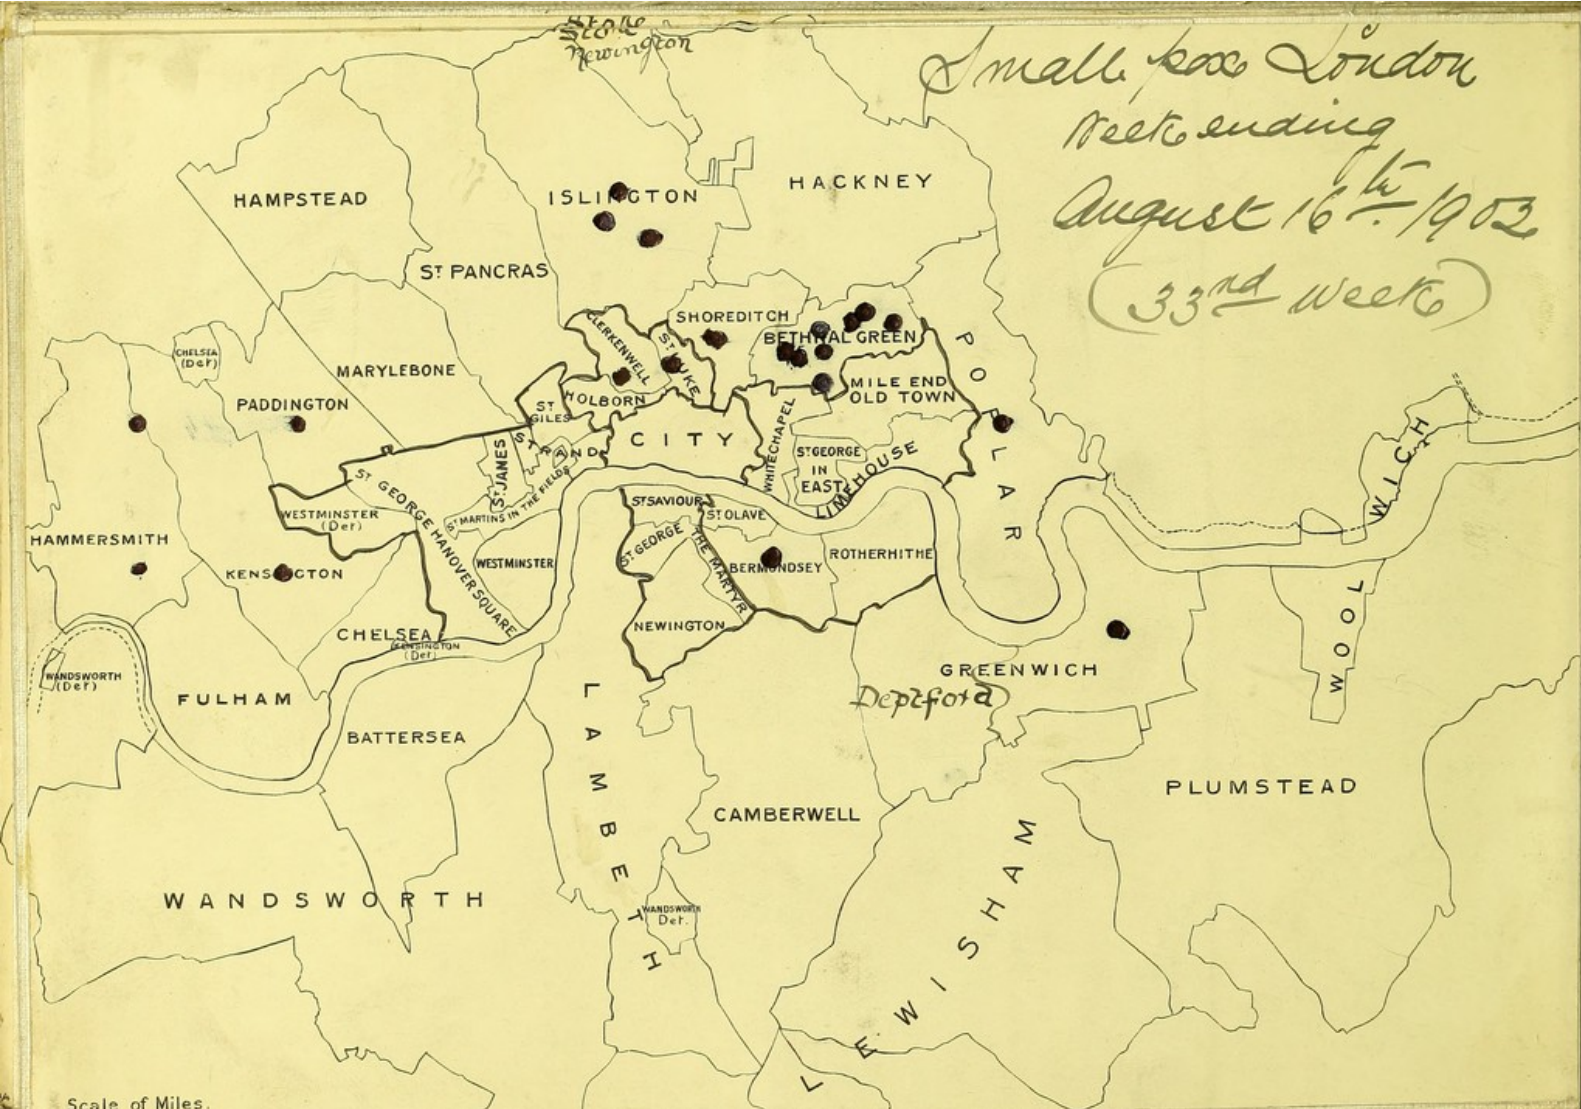 Stoke
Newington
Small pox London
Week ending
August 16th 1902
(33rd week)
HAMPSTEAD
ISLINGTON
HACKNEY
ST PANCRAS
SHOREDITCH
CLERKENWELL
ST LUKE
BETHNAL GREEN
POPLAR
CHELSEA
(Det)
MARYLEBONE
PADDINGTON
MILE END
OLD TOWN
HOLBORN
ST
GILES
STRAND
CITY
WHITECHAPEL
ST GEORGE
IN
EAST
LIMEHOUSE
ST JAMES
ST MARTINS IN THE FIELDS
ST GEORGE HANOVER SQUARE
WESTMINSTER
(Det)
WESTMINSTER
ST SAVIOUR
ST OLAVE
ST GEORGE
THE MARTYR
BERMONDSEY
ROTHERHITHE
HAMMERSMITH
KENSINGTON
CHELSEA
KENSINGTON
(Det)
NEWINGTON
WOOLWICH
GREENWICH
Deptford
WANDSWORTH
(Det)
FULHAM
BATTERSEA
LAMBETH
CAMBERWELL
PLUMSTEAD
WANDSWORTH
WANDSWORTH
Det.
LEWISHAM
Scale of Miles.